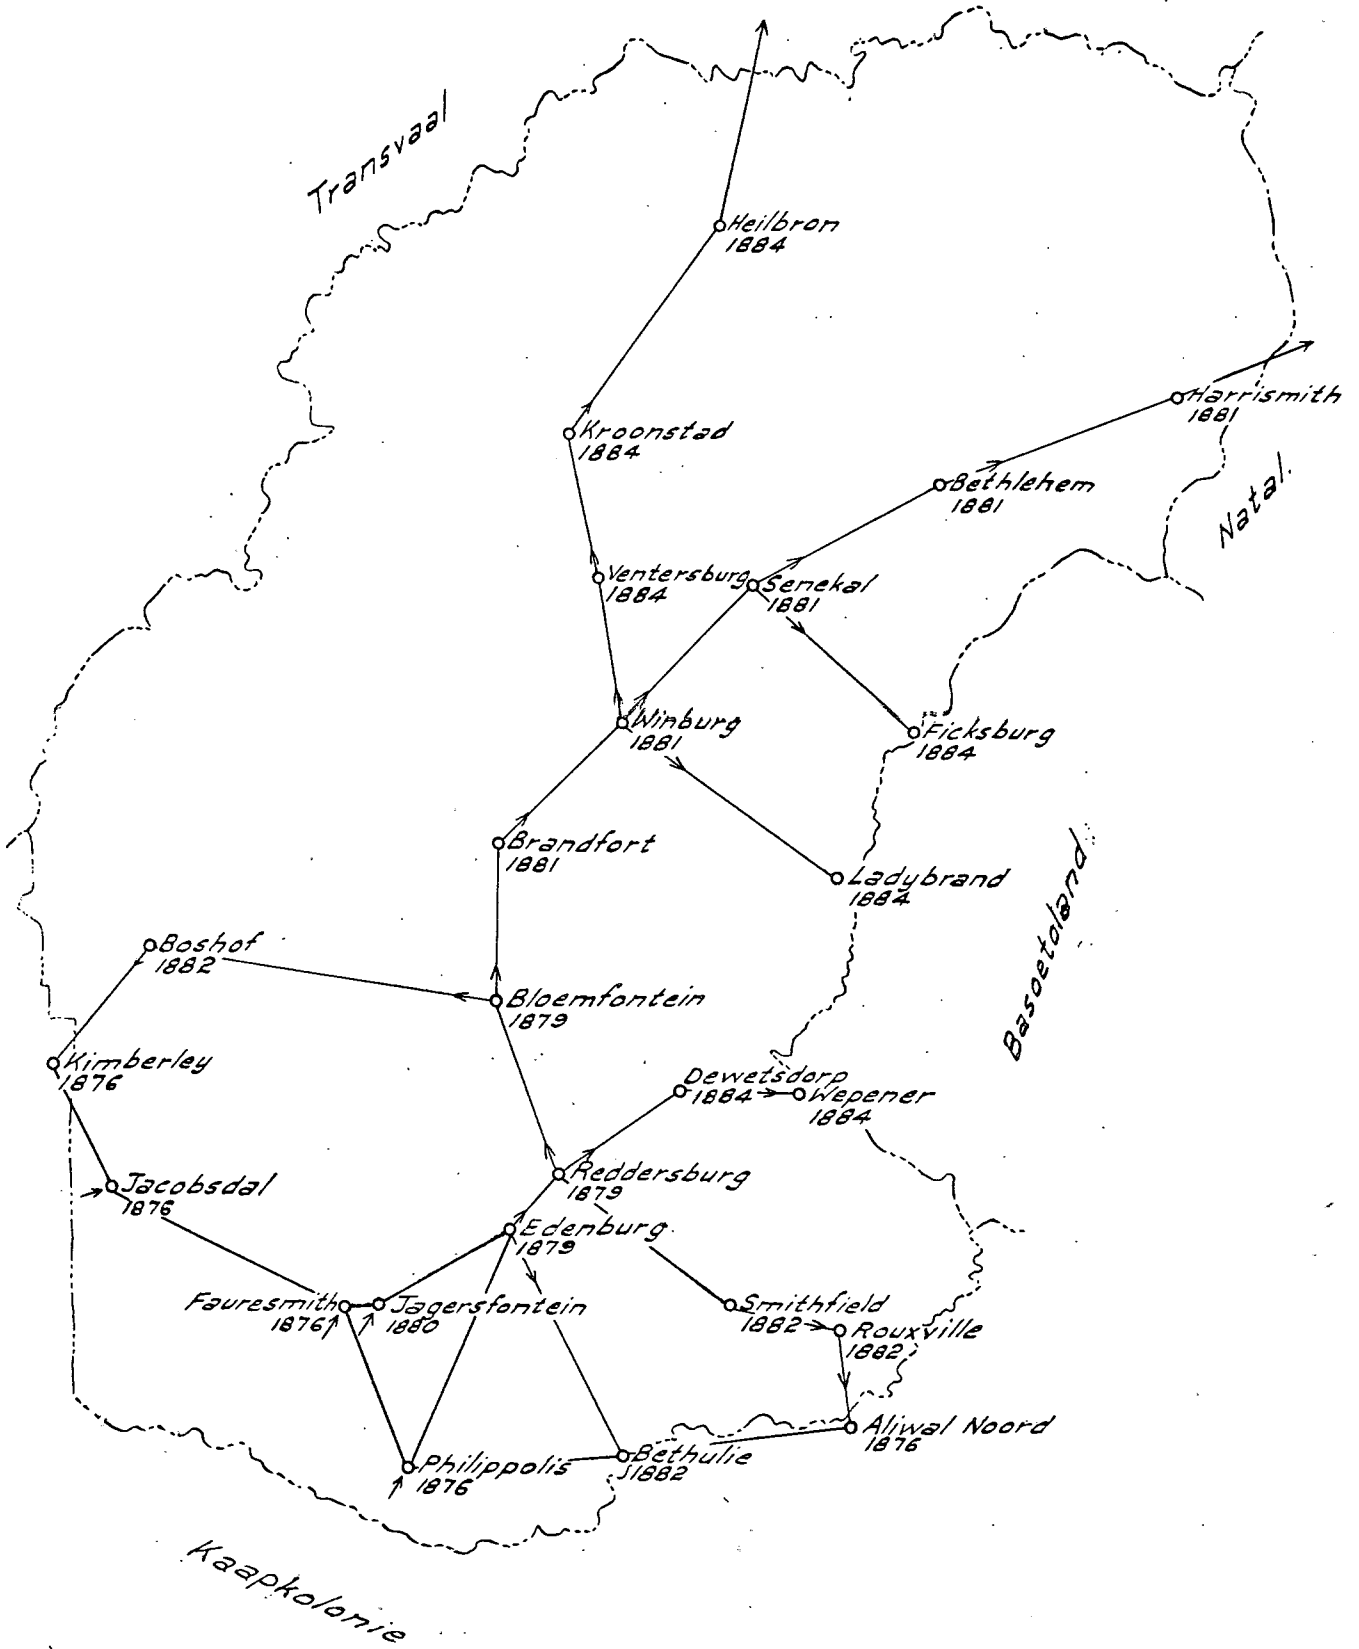 Transvaal
Heilbron
1884
Harrismith
1881
Kroonstad
1884
Bethlehem
1881
Natal.
Ventersburg
1884
Senekal
1881
Winburg
1881
Ficksburg
1884
Brandfort
1881
Ladybrand
1884
Basoetoland
Boshof
1882
Bloemfontein
1879
Kimberley
1876
Dewetsdorp
1884
Wepener
1884
Jacobsdal
1876
Reddersburg
1879
Edenburg
1879
Fauresmith
1876
Jagersfontein
1880
Smithfield
1882
Rouxville
1882
Aliwal Noord
1876
Philippolis
1876
Bethulie
1882
Kaapkolonie